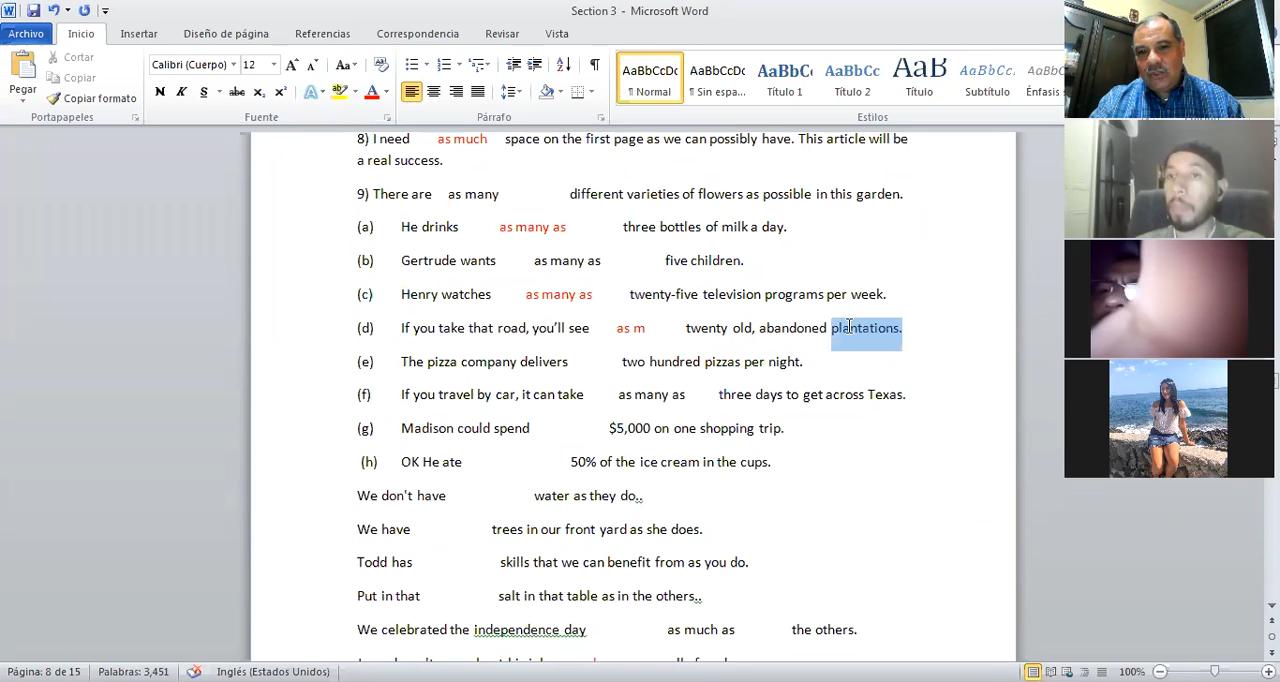 Section 3 - Microsoft Word
Archivo Inicio Insertar Diseño de página Referencias Correspondencia Revisar Vista
Pegar
Cortar
Copiar
Copiar formato
Portapapeles
Calibri (Cuerpo) 12
N K S abc x₂ x²
Fuente
Párrafo
AaBbCcDc AaBbCcDc AaBbC AaBbCc AaB AaBbCc. AaBbCc
¶ Normal ¶ Sin espa... Título 1 Título 2 Título Subtítulo Énfasis
Estilos
8) I need as much space on the first page as we can possibly have. This article will be
a real success.
9) There are as many different varieties of flowers as possible in this garden.
(a) He drinks as many as three bottles of milk a day.
(b) Gertrude wants as many as five children.
(c) Henry watches as many as twenty-five television programs per week.
(d) If you take that road, you’ll see as m twenty old, abandoned plantations.
(e) The pizza company delivers two hundred pizzas per night.
(f) If you travel by car, it can take as many as three days to get across Texas.
(g) Madison could spend $5,000 on one shopping trip.
(h) OK He ate 50% of the ice cream in the cups.
We don't have water as they do..
We have trees in our front yard as she does.
Todd has skills that we can benefit from as you do.
Put in that salt in that table as in the others..
We celebrated the independence day as much as the others.
Página: 8 de 15 Palabras: 3,451 Inglés (Estados Unidos) 100%